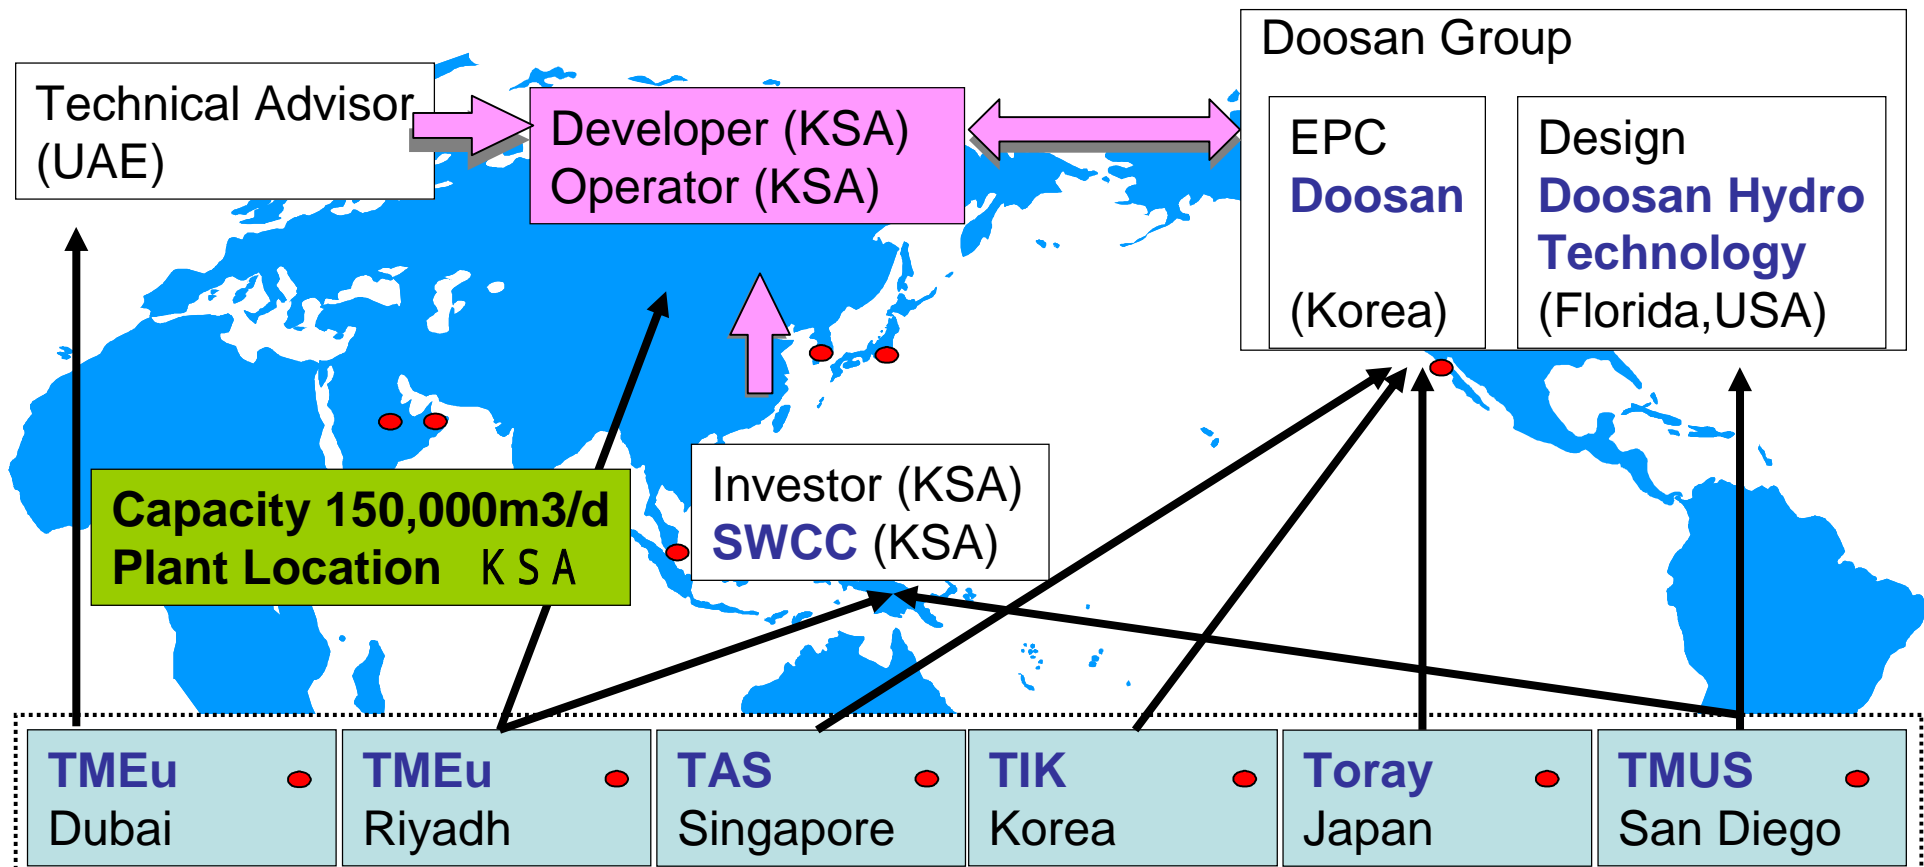 Doosan Group
Technical Advisor
(UAE)
Developer (KSA)
Operator (KSA)
EPC
Doosan
(Korea)
Design
Doosan Hydro
Technology
(Florida,USA)
Capacity 150,000m3/d
Plant Location KSA
Investor (KSA)
SWCC (KSA)
TMEu
Dubai
TMEu
Riyadh
TAS
Singapore
TIK
Korea
Toray
Japan
TMUS
San Diego